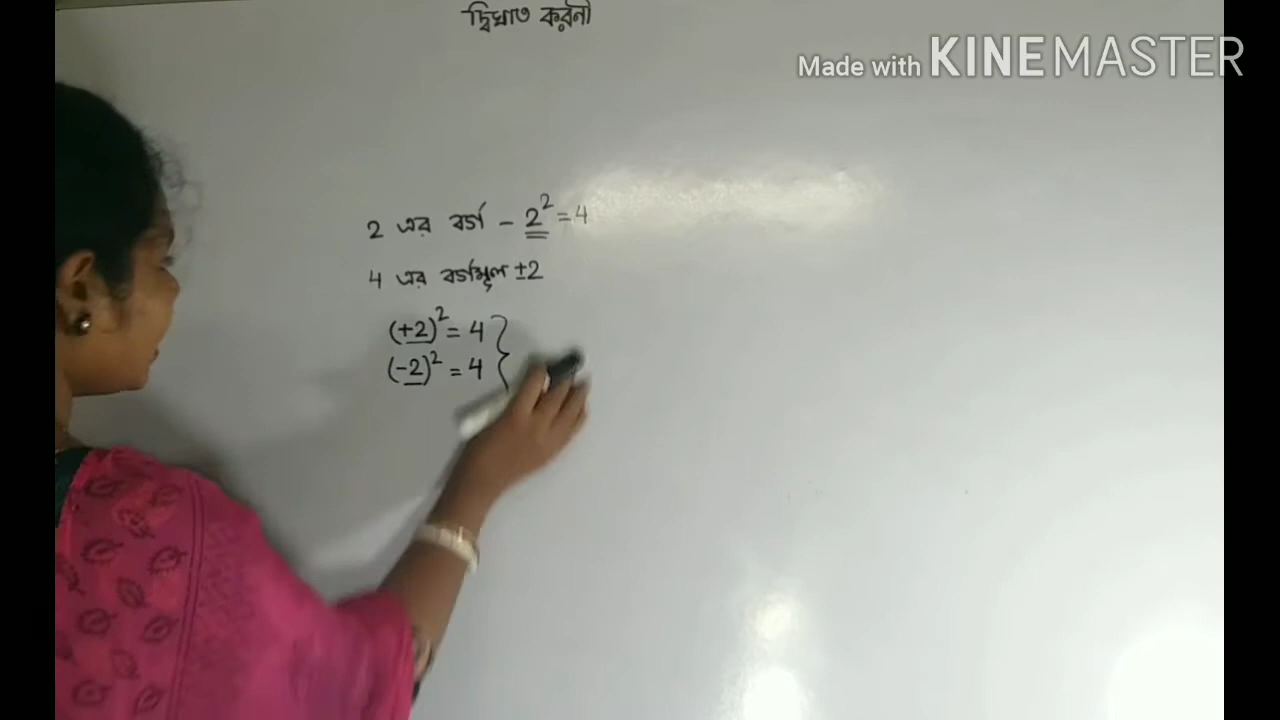 দ্বিঘাত করনী
Made with KINEMASTER
2 এর বর্গ - 2² = 4
4 এর বর্গমূল ±2
(+2)² = 4
(-2)² = 4